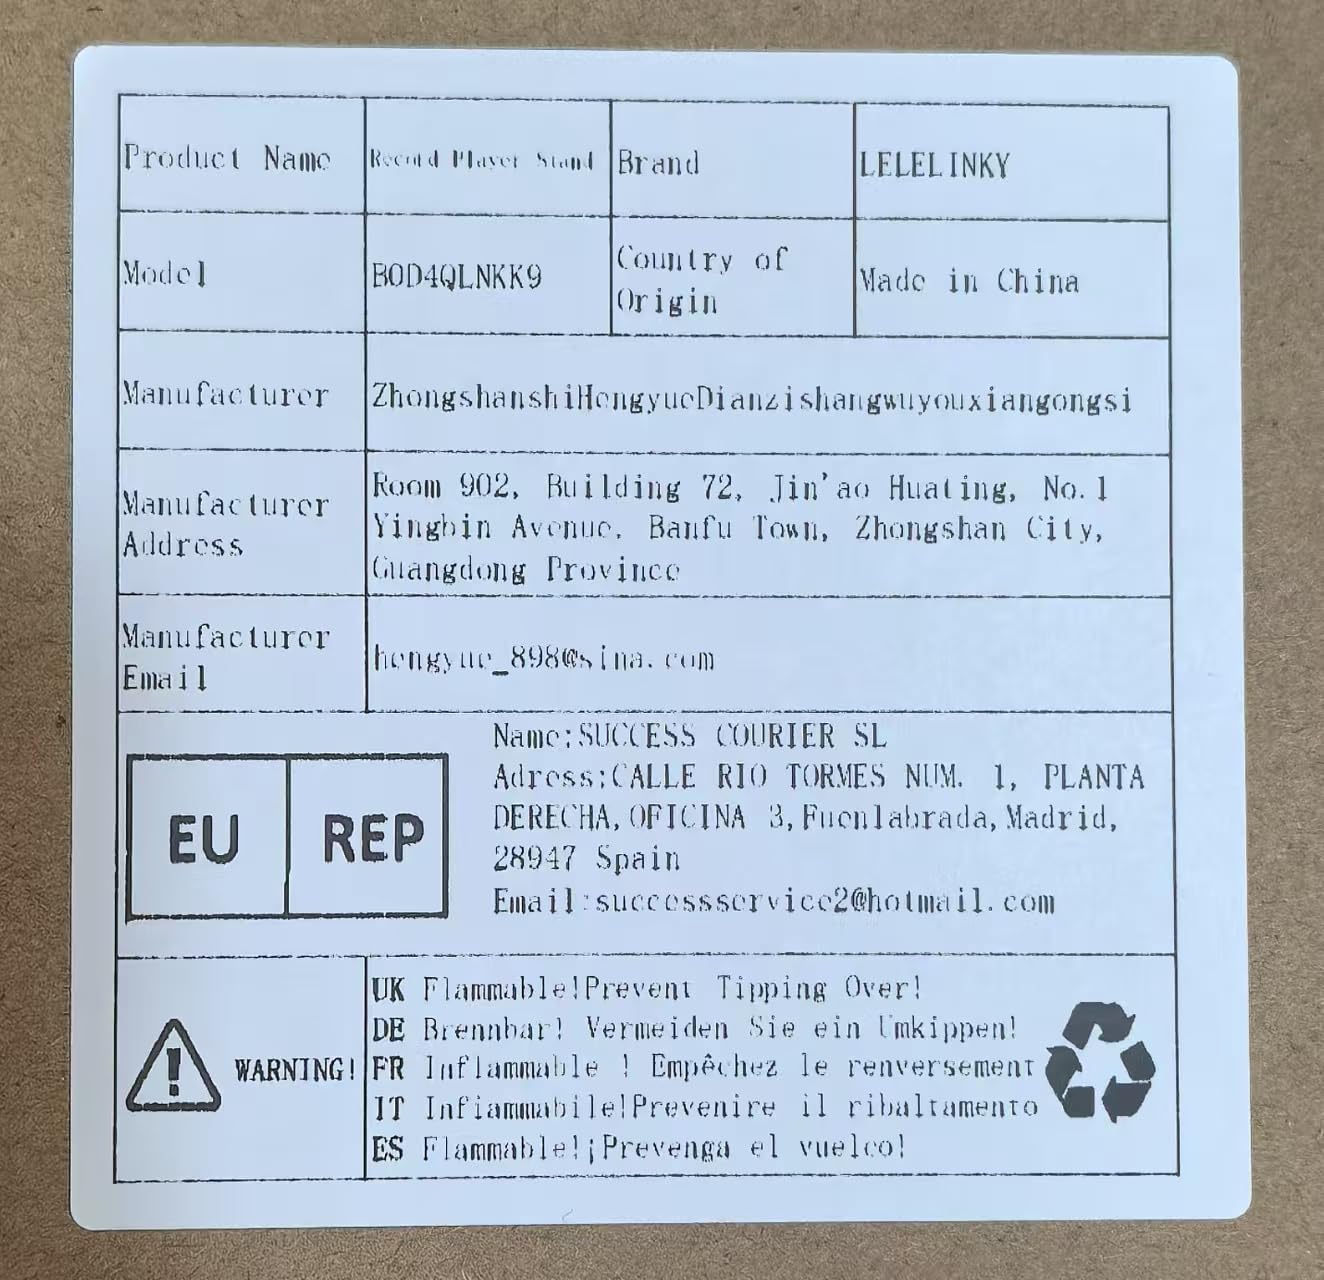 Product Name
Record Player Stand
Brand
LELELINKY
Model
B0D4QLNKK9
Country of
Origin
Made in China
Manufacturer
ZhongshanshiHengyueDianzishangwuyouxiangongsi
Manufacturer
Address
Room 902, Building 72, Jin'ao Huating, No.1
Yingbin Avenue, Banfu Town, Zhongshan City,
Guangdong Province
Manufacturer
Email
hengyue_898@sina.com
EU REP
Name:SUCCESS COURIER SL
Adress:CALLE RIO TORMES NUM. 1, PLANTA
DERECHA,OFICINA 3,Fuenlabrada,Madrid,
28947 Spain
Email:successservice2@hotmail.com
WARNING!
UK Flammable!Prevent Tipping Over!
DE Brennbar! Vermeiden Sie ein Umkippen!
FR Inflammable ! Empêchez le renversement
IT Infiammabile!Prevenire il ribaltamento
ES Flammable!¡Prevenga el vuelco!